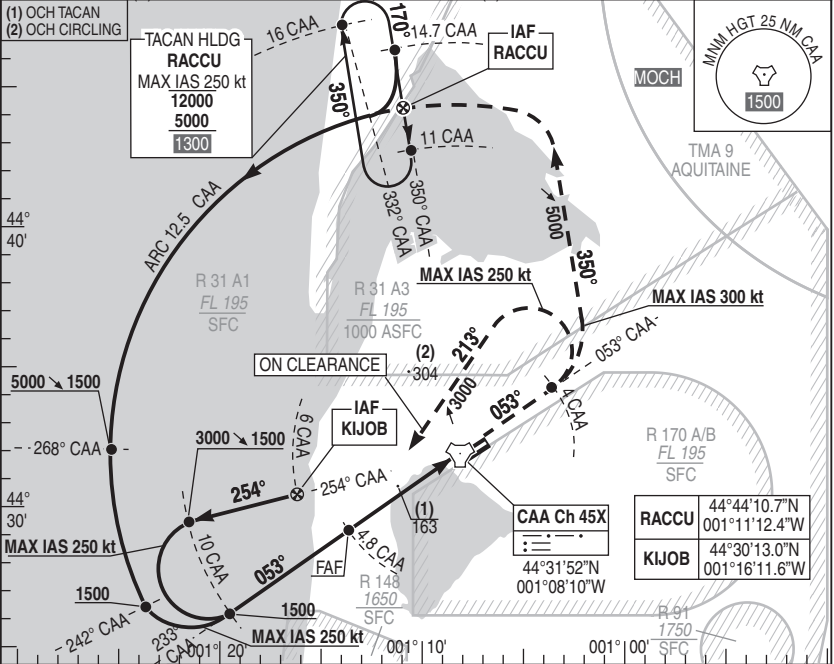 (1) OCH TACAN
(2) OCH CIRCLING
TACAN HLDG
RACCU
MAX IAS 250 kt
12000
5000
1300
16 CAA
170°
14.7 CAA
IAF
RACCU
MNM HGT 25 NM CAA
1500
MOCH
350°
11 CAA
TMA 9
AQUITAINE
ARC 12.5 CAA
332° CAA
350° CAA
44°
40'
5000
350°
R 31 A1
FL 195
SFC
R 31 A3
FL 195
1000 ASFC
MAX IAS 250 kt
MAX IAS 300 kt
213°
053° CAA
ON CLEARANCE
(2)
304
5000 ↘ 1500
3000
053°
4 CAA
IAF
KIJOB
6 CAA
3000 ↘ 1500
268° CAA
R 170 A/B
FL 195
SFC
254°
254° CAA
44°
30'
(1)
163
CAA Ch 45X
44°31'52"N
001°08'10"W
RACCU
44°44'10.7"N
001°11'12.4"W
KIJOB
44°30'13.0"N
001°16'11.6"W
MAX IAS 250 kt
10 CAA
053°
4.8 CAA
FAF
R 148
1650
SFC
1500
1500
242° CAA
233°
CAA
MAX IAS 250 kt
R 91
1750
SFC
001° 20'
001° 10'
001° 00'